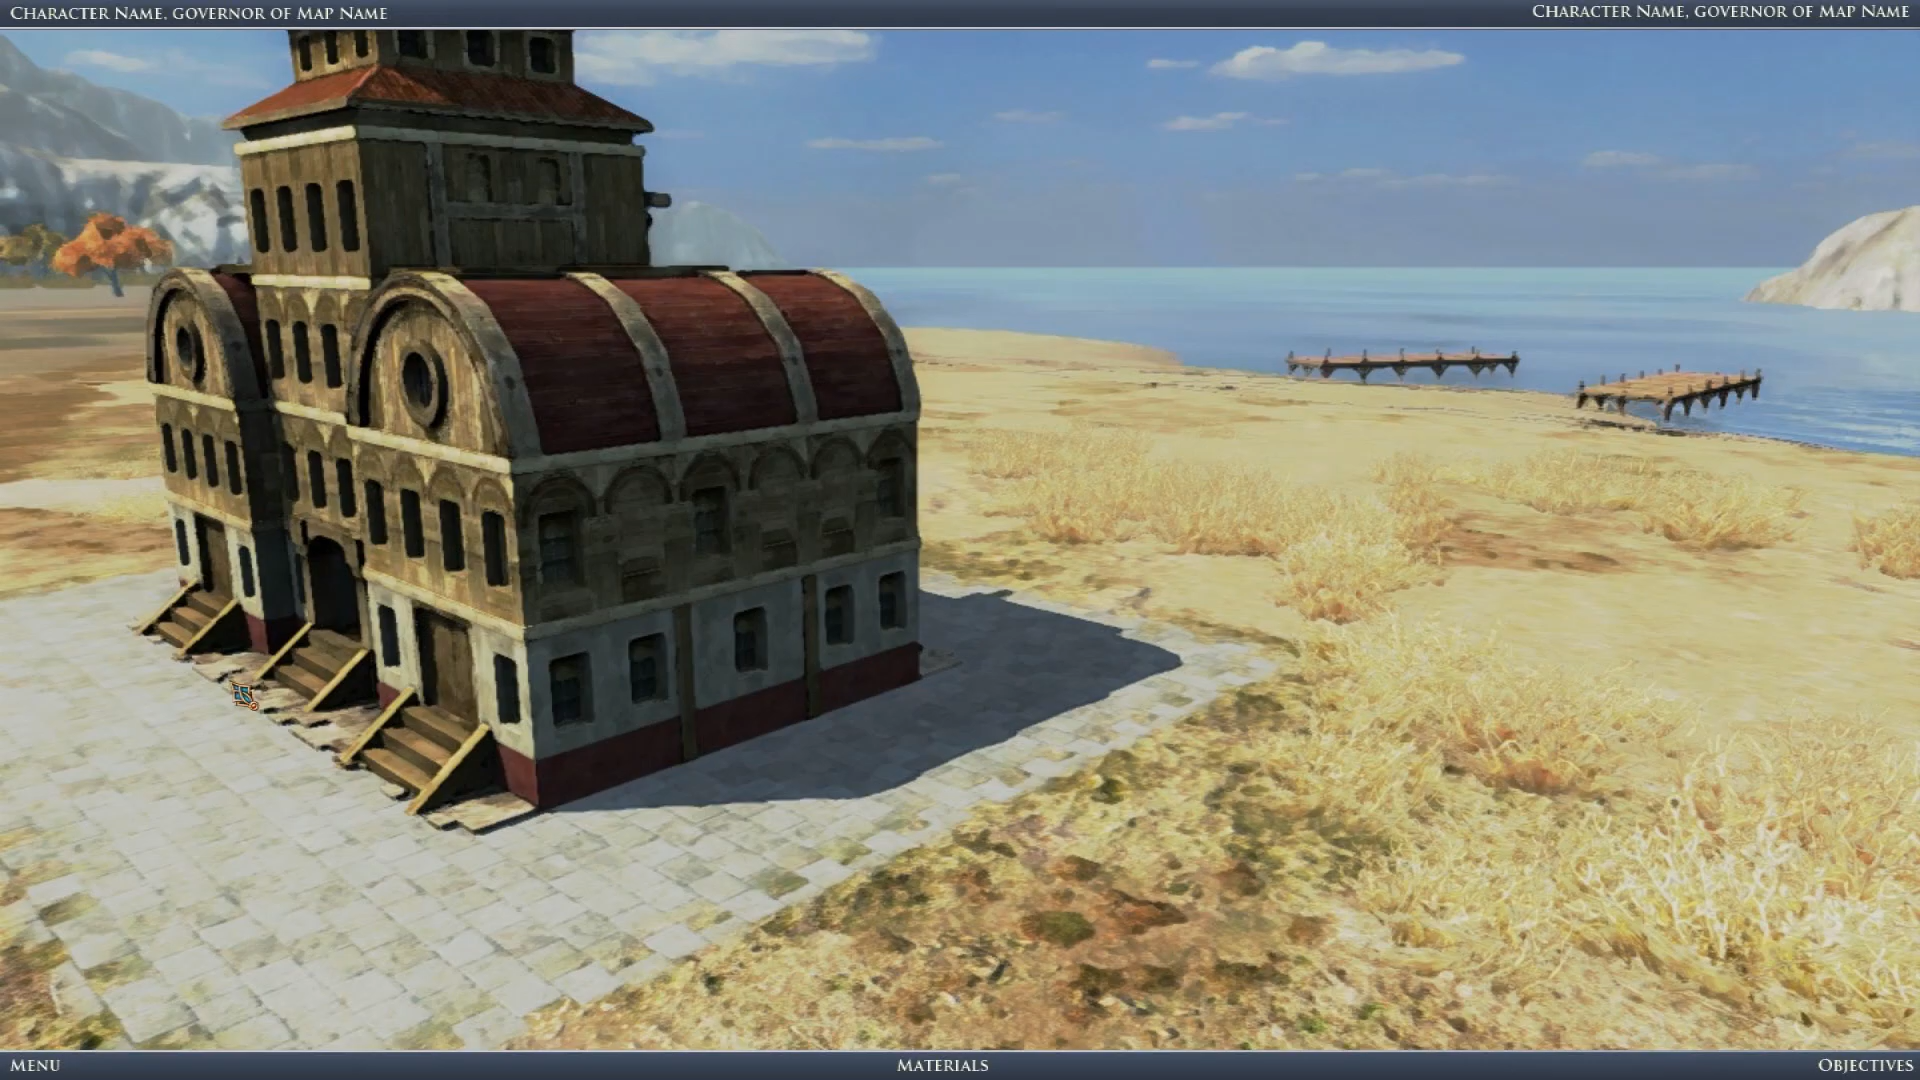 Character Name, governor of Map Name
Character Name, governor of Map Name
Menu
Materials
Objectives